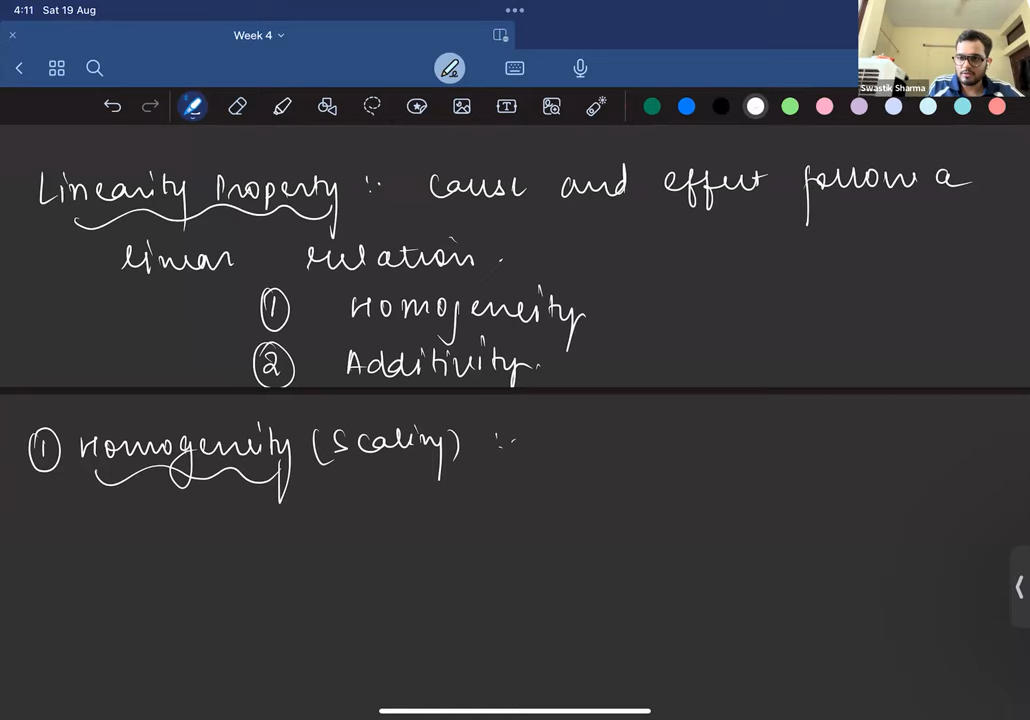 4:11 Sat 19 Aug
Week 4
Swastik Sharma
Linearity Property :: cause and effect follow a
linear relation.
① Homogeneity
② Additivity.
① Homogenity (Scaling) ::